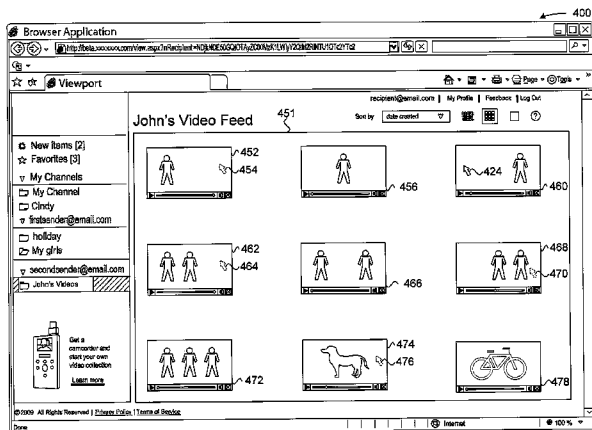 400
Browser Application
Viewport
Page
Tools
recipient@email.com | My Profile | Feedback | Log Out
John's Video Feed
451
Sort by
date created
New items [2]
Favorites [3]
My Channels
My Channel
Cindy
firstsender@email.com
holiday
My girls
secondsender@email.com
John's Videos
452
454
456
424
460
462
464
466
468
470
472
474
476
478
Get a
camcorder and
start your own
video collection
Learn more
©2009 All Rights Reserved | Privacy Policy | Terms of Service
Done
Internet
100 %